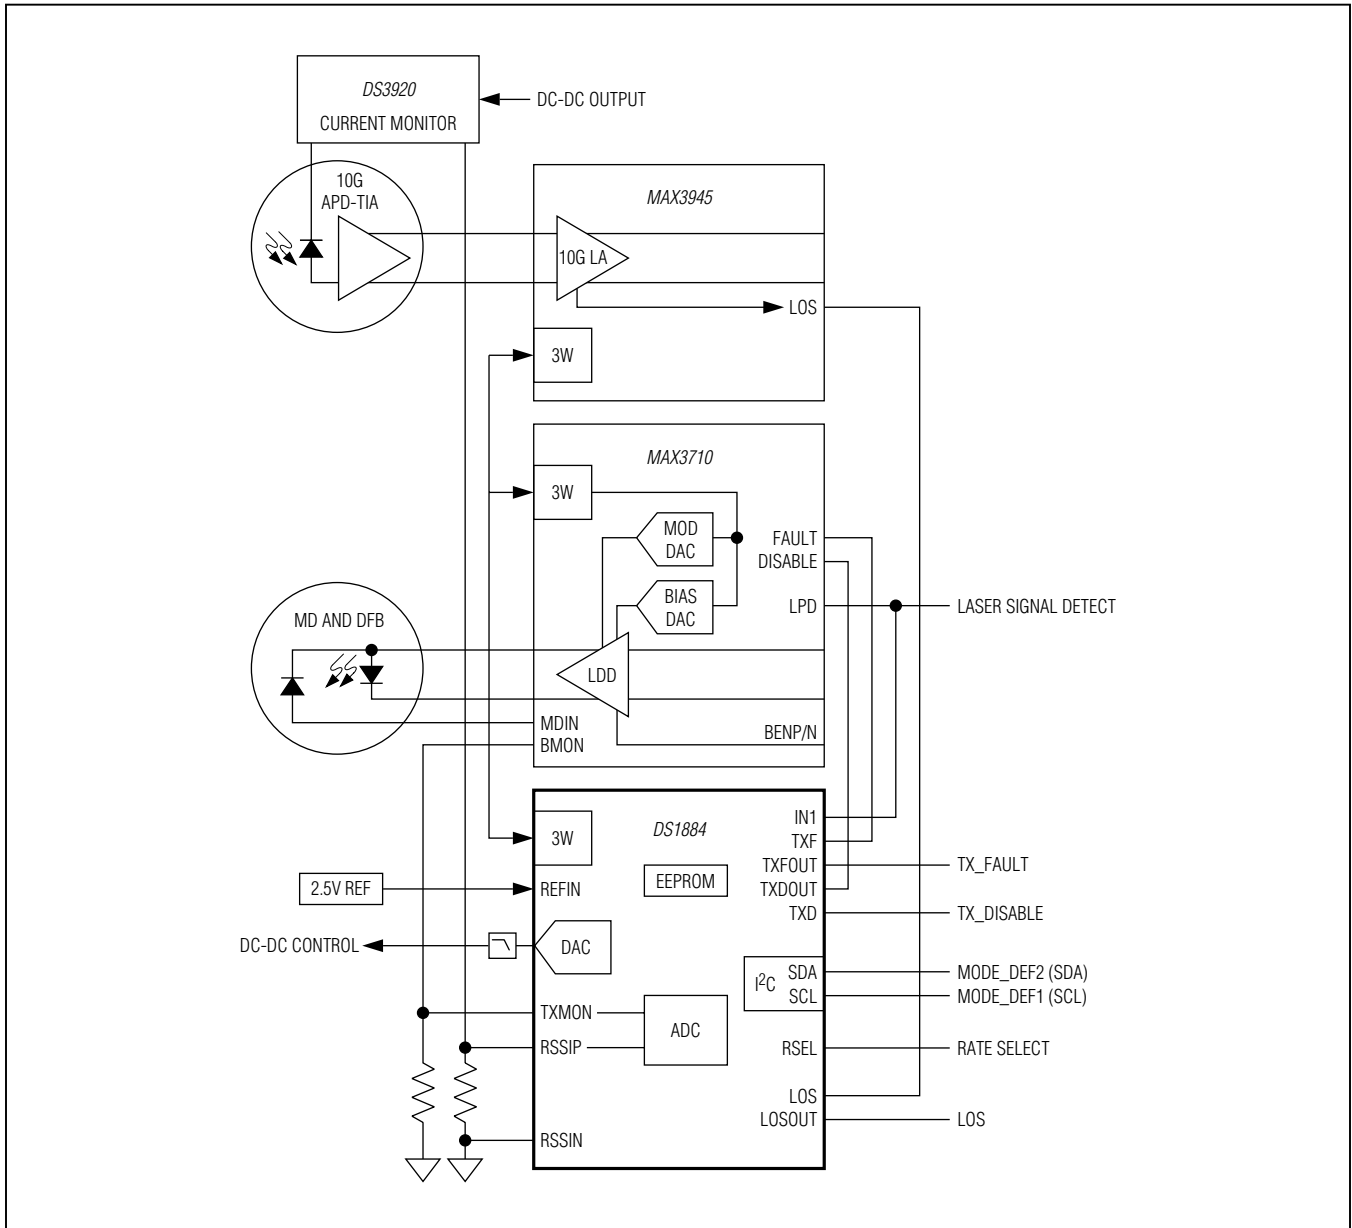 DS3920
CURRENT MONITOR
DC-DC OUTPUT
10G
APD-TIA
MAX3945
10G LA
LOS
3W
MAX3710
3W
MOD
DAC
BIAS
DAC
FAULT
DISABLE
LPD
LASER SIGNAL DETECT
MD AND DFB
LDD
MDIN
BMON
BENP/N
DS1884
3W
EEPROM
2.5V REF
REFIN
DC-DC CONTROL
DAC
TXMON
RSSIP
ADC
RSSIN
IN1
TXF
TXFOUT
TX_FAULT
TXDOUT
TXD
TX_DISABLE
I2C
SDA
MODE_DEF2 (SDA)
SCL
MODE_DEF1 (SCL)
RSEL
RATE SELECT
LOS
LOSOUT
LOS